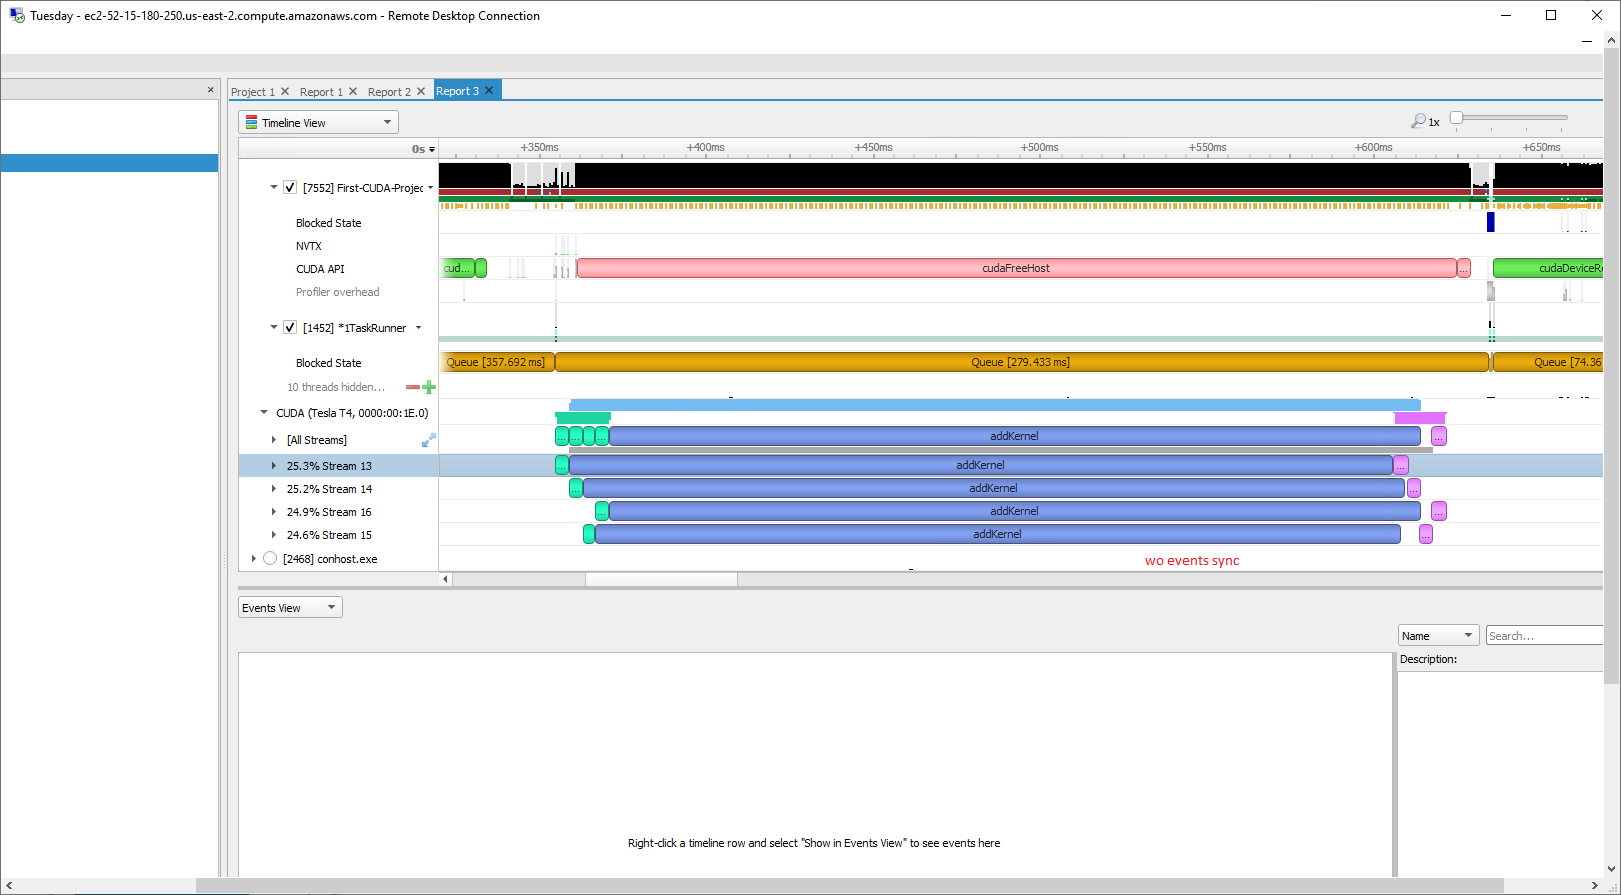 Tuesday - ec2-52-15-180-250.us-east-2.compute.amazonaws.com - Remote Desktop Connection
Project 1 Report 1 Report 2 Report 3
Timeline View
1x
0s +350ms +400ms +450ms +500ms +550ms +600ms +650ms
[7552] First-CUDA-Projec
Blocked State
NVTX
CUDA API cud... cudaFreeHost ... cudaDeviceRe
Profiler overhead
[1452] *1TaskRunner
Blocked State Queue [357.692 ms] Queue [279.433 ms] Queue [74.36
10 threads hidden...
CUDA (Tesla T4, 0000:00:1E.0)
[All Streams] ... ... ... ... addKernel ...
25.3% Stream 13 ... addKernel ...
25.2% Stream 14 ... addKernel ...
24.9% Stream 16 ... addKernel ...
24.6% Stream 15 addKernel ...
[2468] conhost.exe
wo events sync
Events View
Name Search...
Description:
Right-click a timeline row and select "Show in Events View" to see events here